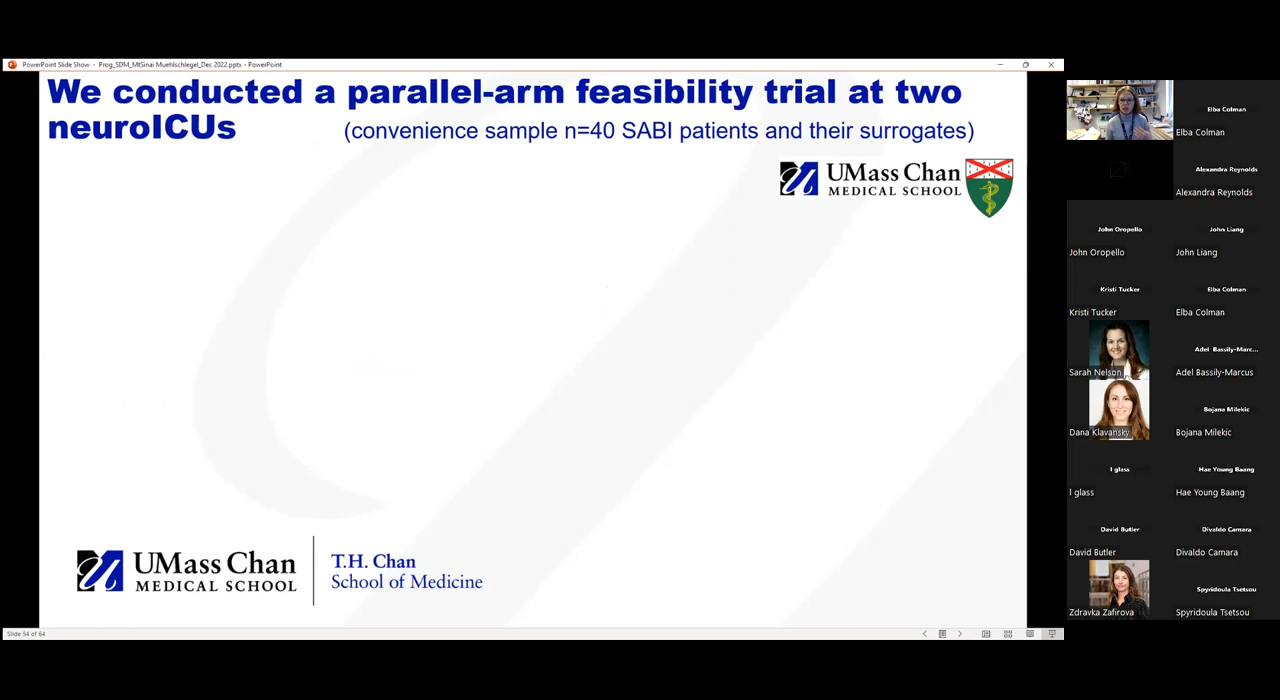 PowerPoint Slide Show - Prog_SDM_MtSinai Muehlschlegel_Dec 2022.pptx - PowerPoint
We conducted a parallel-arm feasibility trial at two
neuroICUs (convenience sample n=40 SABI patients and their surrogates)
UMass Chan
MEDICAL SCHOOL
UMass Chan
MEDICAL SCHOOL
T.H. Chan
School of Medicine
Slide 54 of 64
Elba Colman
Elba Colman
Alexandra Reynolds
Alexandra Reynolds
John Oropello
John Oropello
John Liang
John Liang
Kristi Tucker
Kristi Tucker
Elba Colman
Elba Colman
Sarah Nelson
Adel Bassily-Marc...
Adel Bassily-Marcus
Dana Klavansky
Bojana Milekic
Bojana Milekic
l glass
l glass
Hae Young Baang
Hae Young Baang
David Butler
David Butler
Divaldo Camara
Divaldo Camara
Zdravka Zafirova
Spyridoula Tsetsou
Spyridoula Tsetsou